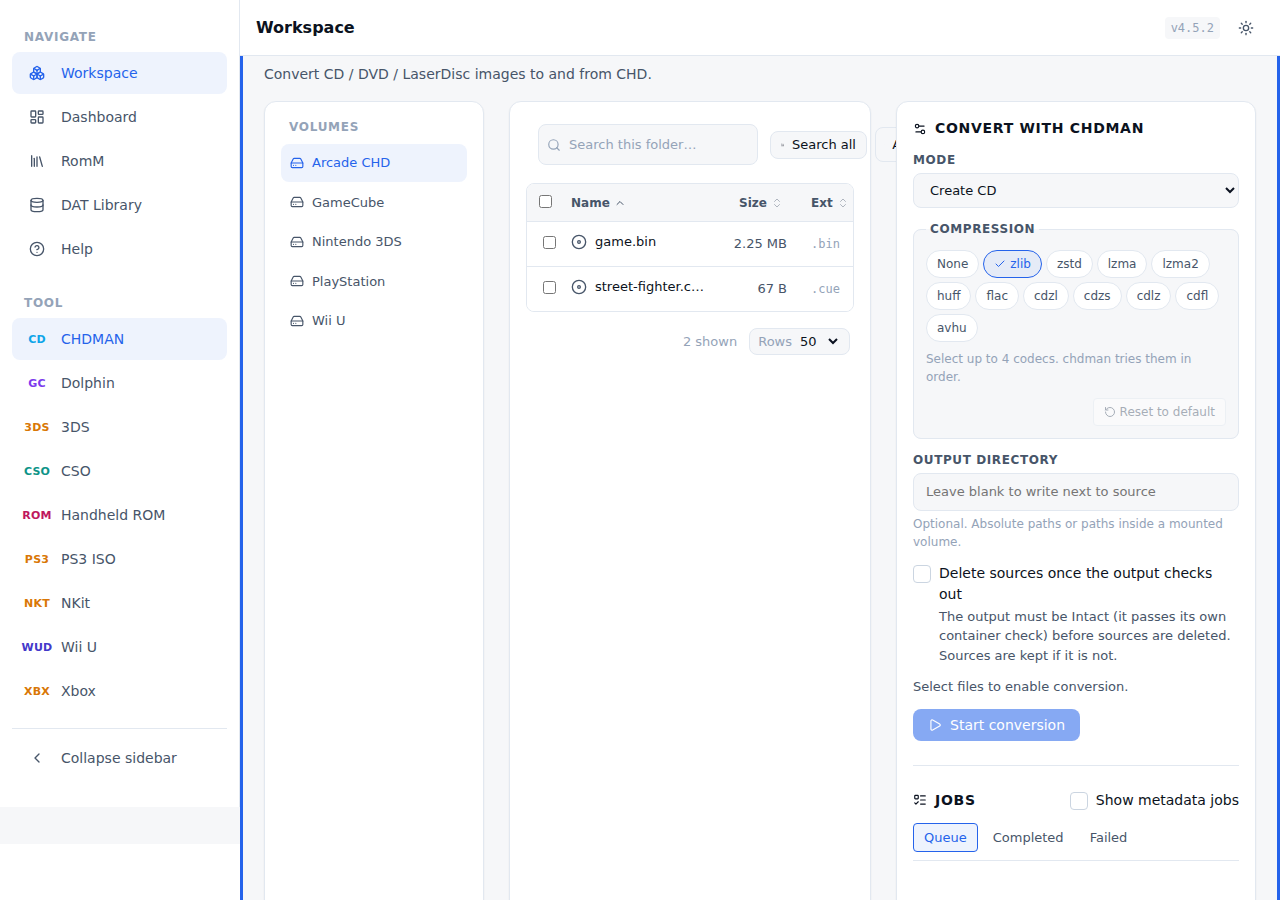 NAVIGATE
Workspace
Dashboard
RomM
DAT Library
Help
TOOL
CD CHDMAN
GC Dolphin
3DS 3DS
CSO CSO
ROM Handheld ROM
PS3 PS3 ISO
NKT NKit
WUD Wii U
XBX Xbox
Collapse sidebar
Workspace
v4.5.2
Convert CD / DVD / LaserDisc images to and from CHD.
VOLUMES
Arcade CHD
GameCube
Nintendo 3DS
PlayStation
Wii U
Search this folder…
Search all
Name Size Ext
game.bin 2.25 MB .bin
street-fighter.c… 67 B .cue
2 shown Rows 50
CONVERT WITH CHDMAN
MODE
Create CD
COMPRESSION
None zlib zstd lzma lzma2
huff flac cdzl cdzs cdlz cdfl
avhu
Select up to 4 codecs. chdman tries them in
order.
Reset to default
OUTPUT DIRECTORY
Leave blank to write next to source
Optional. Absolute paths or paths inside a mounted
volume.
Delete sources once the output checks
out
The output must be Intact (it passes its own
container check) before sources are deleted.
Sources are kept if it is not.
Select files to enable conversion.
Start conversion
JOBS Show metadata jobs
Queue Completed Failed